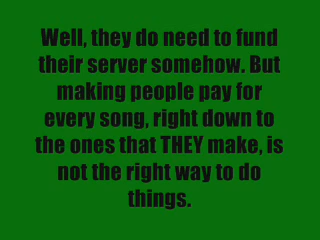 Well, they do need to fund
their server somehow. But
making people pay for
every song, right down to
the ones that THEY make, is
not the right way to do
things.